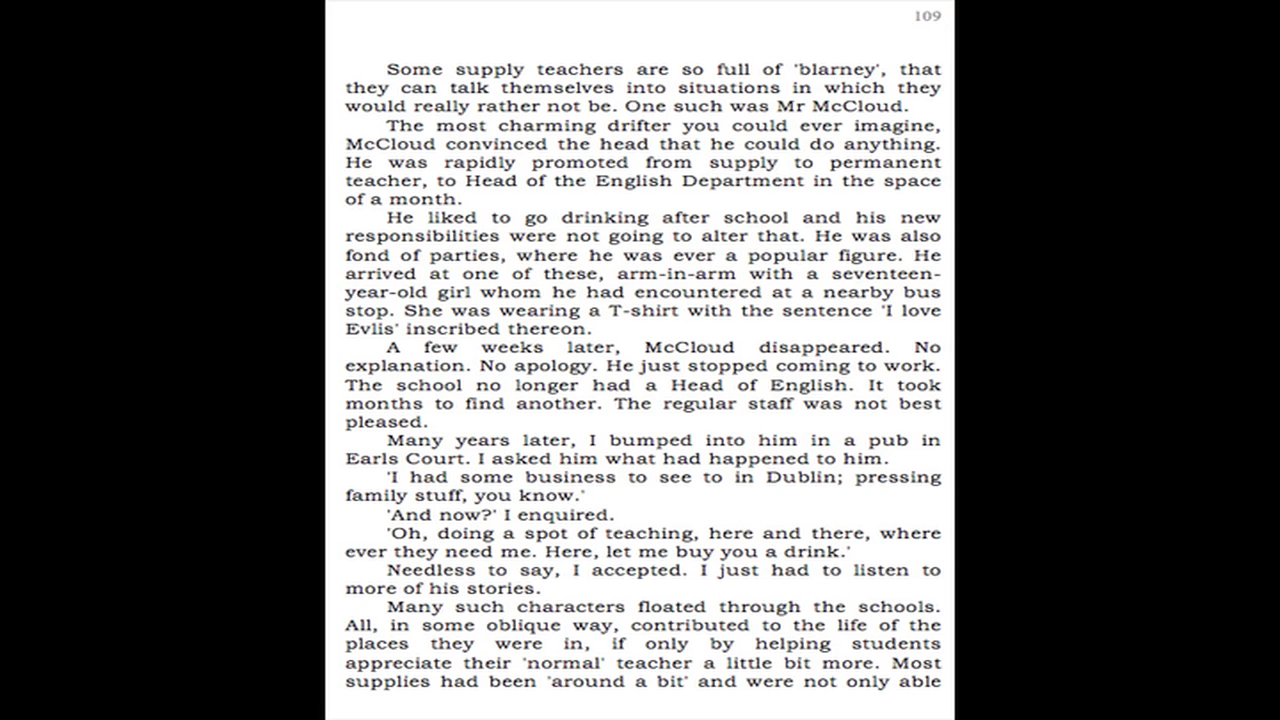 109
Some supply teachers are so full of 'blarney', that
they can talk themselves into situations in which they
would really rather not be. One such was Mr McCloud.
The most charming drifter you could ever imagine,
McCloud convinced the head that he could do anything.
He was rapidly promoted from supply to permanent
teacher, to Head of the English Department in the space
of a month.
He liked to go drinking after school and his new
responsibilities were not going to alter that. He was also
fond of parties, where he was ever a popular figure. He
arrived at one of these, arm-in-arm with a seventeen-
year-old girl whom he had encountered at a nearby bus
stop. She was wearing a T-shirt with the sentence 'I love
Evlis' inscribed thereon.
A few weeks later, McCloud disappeared. No
explanation. No apology. He just stopped coming to work.
The school no longer had a Head of English. It took
months to find another. The regular staff was not best
pleased.
Many years later, I bumped into him in a pub in
Earls Court. I asked him what had happened to him.
'I had some business to see to in Dublin; pressing
family stuff, you know.'
'And now?' I enquired.
'Oh, doing a spot of teaching, here and there, where
ever they need me. Here, let me buy you a drink.'
Needless to say, I accepted. I just had to listen to
more of his stories.
Many such characters floated through the schools.
All, in some oblique way, contributed to the life of the
places they were in, if only by helping students
appreciate their 'normal' teacher a little bit more. Most
supplies had been 'around a bit' and were not only able